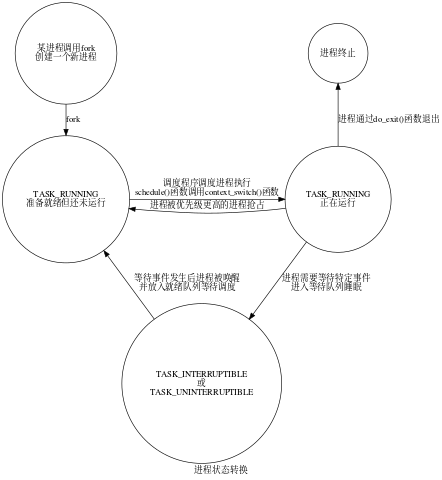 某进程调用fork
创建一个新进程
进程终止
fork
进程通过do_exit()函数退出
TASK_RUNNING
准备就绪但还未运行
调度程序调度进程执行
schedule()函数调用context_switch()函数
进程被优先级更高的进程抢占
TASK_RUNNING
正在运行
等待事件发生后进程被唤醒
并放入就绪队列等待调度
进程需要等待特定事件
进入等待队列睡眠
TASK_INTERRUPTIBLE
或
TASK_UNINTERRUPTIBLE
进程状态转换